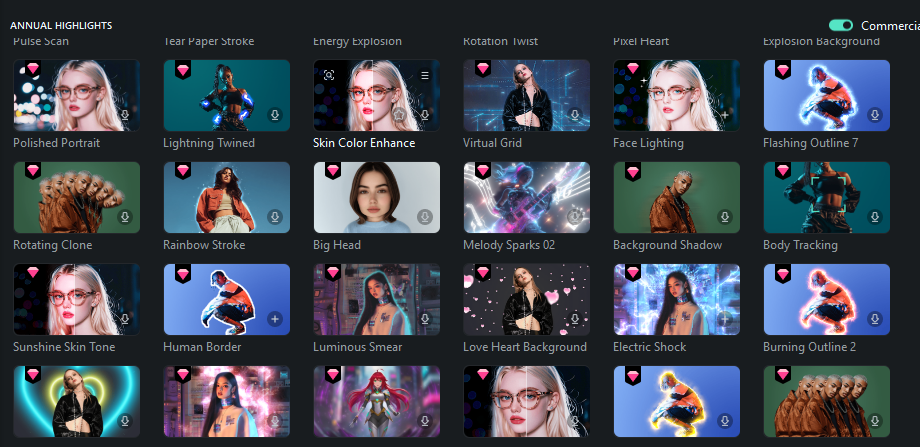 ANNUAL HIGHLIGHTS
Commercia
Pulse Scan
Tear Paper Stroke
Energy Explosion
Rotation Twist
Pixel Heart
Explosion Background
Polished Portrait
Lightning Twined
Skin Color Enhance
Virtual Grid
Face Lighting
Flashing Outline 7
Rotating Clone
Rainbow Stroke
Big Head
Melody Sparks 02
Background Shadow
Body Tracking
Sunshine Skin Tone
Human Border
Luminous Smear
Love Heart Background
Electric Shock
Burning Outline 2